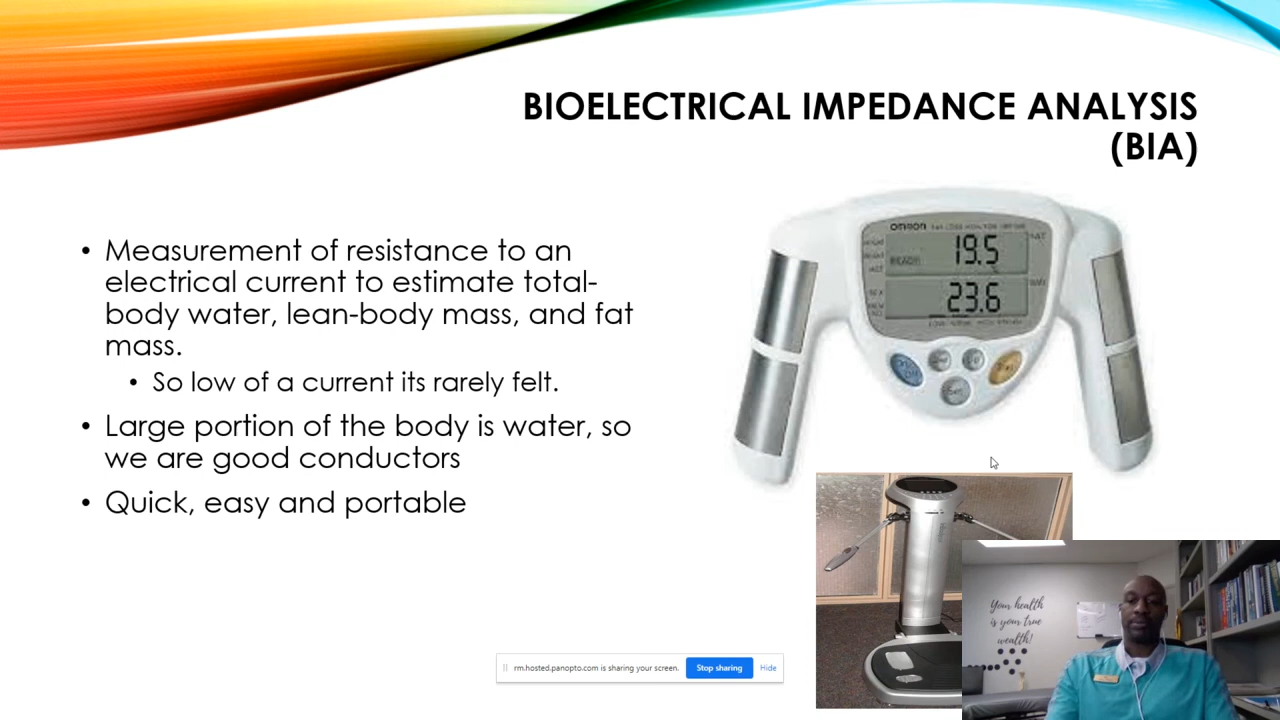 BIOELECTRICAL IMPEDANCE ANALYSIS
(BIA)
• Measurement of resistance to an
electrical current to estimate total-
body water, lean-body mass, and fat
mass.
• So low of a current its rarely felt.
• Large portion of the body is water, so
we are good conductors
• Quick, easy and portable
omron
19.5
23.6
Your health
is your true
wealth!
rm.hosted.panopto.com is sharing your screen.
Stop sharing
Hide